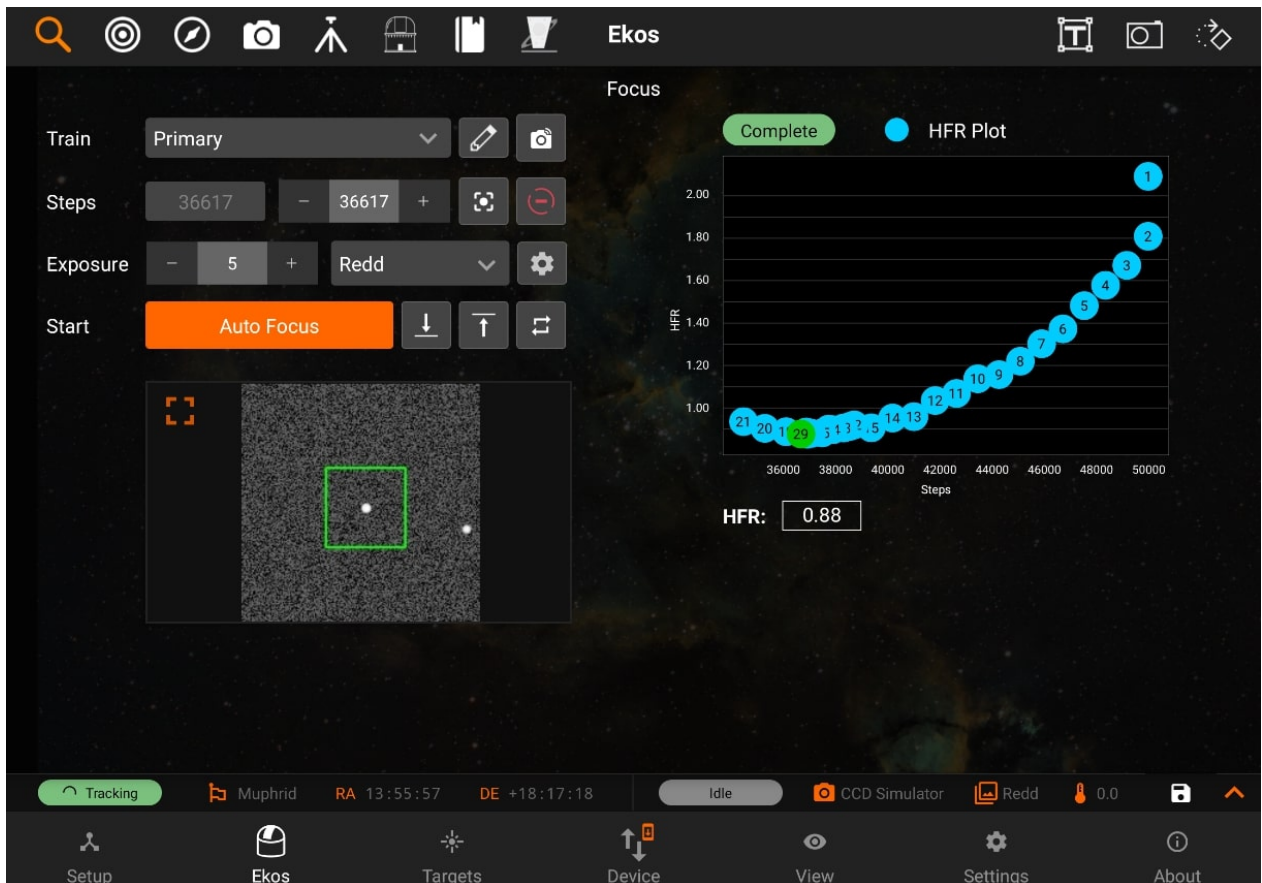 Ekos
Focus
Train Primary
Steps 36617 − 36617 +
Exposure − 5 + Redd
Start Auto Focus
Complete HFR Plot
2.00
1.80
1.60
1.40
1.20
1.00
HFR
1
2
3
4
5
6
7
8
9
10
11
12
13
14
21
20
29
36000 38000 40000 42000 44000 46000 48000 50000
Steps
HFR: 0.88
Tracking Muphrid RA 13:55:57 DE +18:17:18 Idle CCD Simulator Redd 0.0
Setup Ekos Targets Device View Settings About